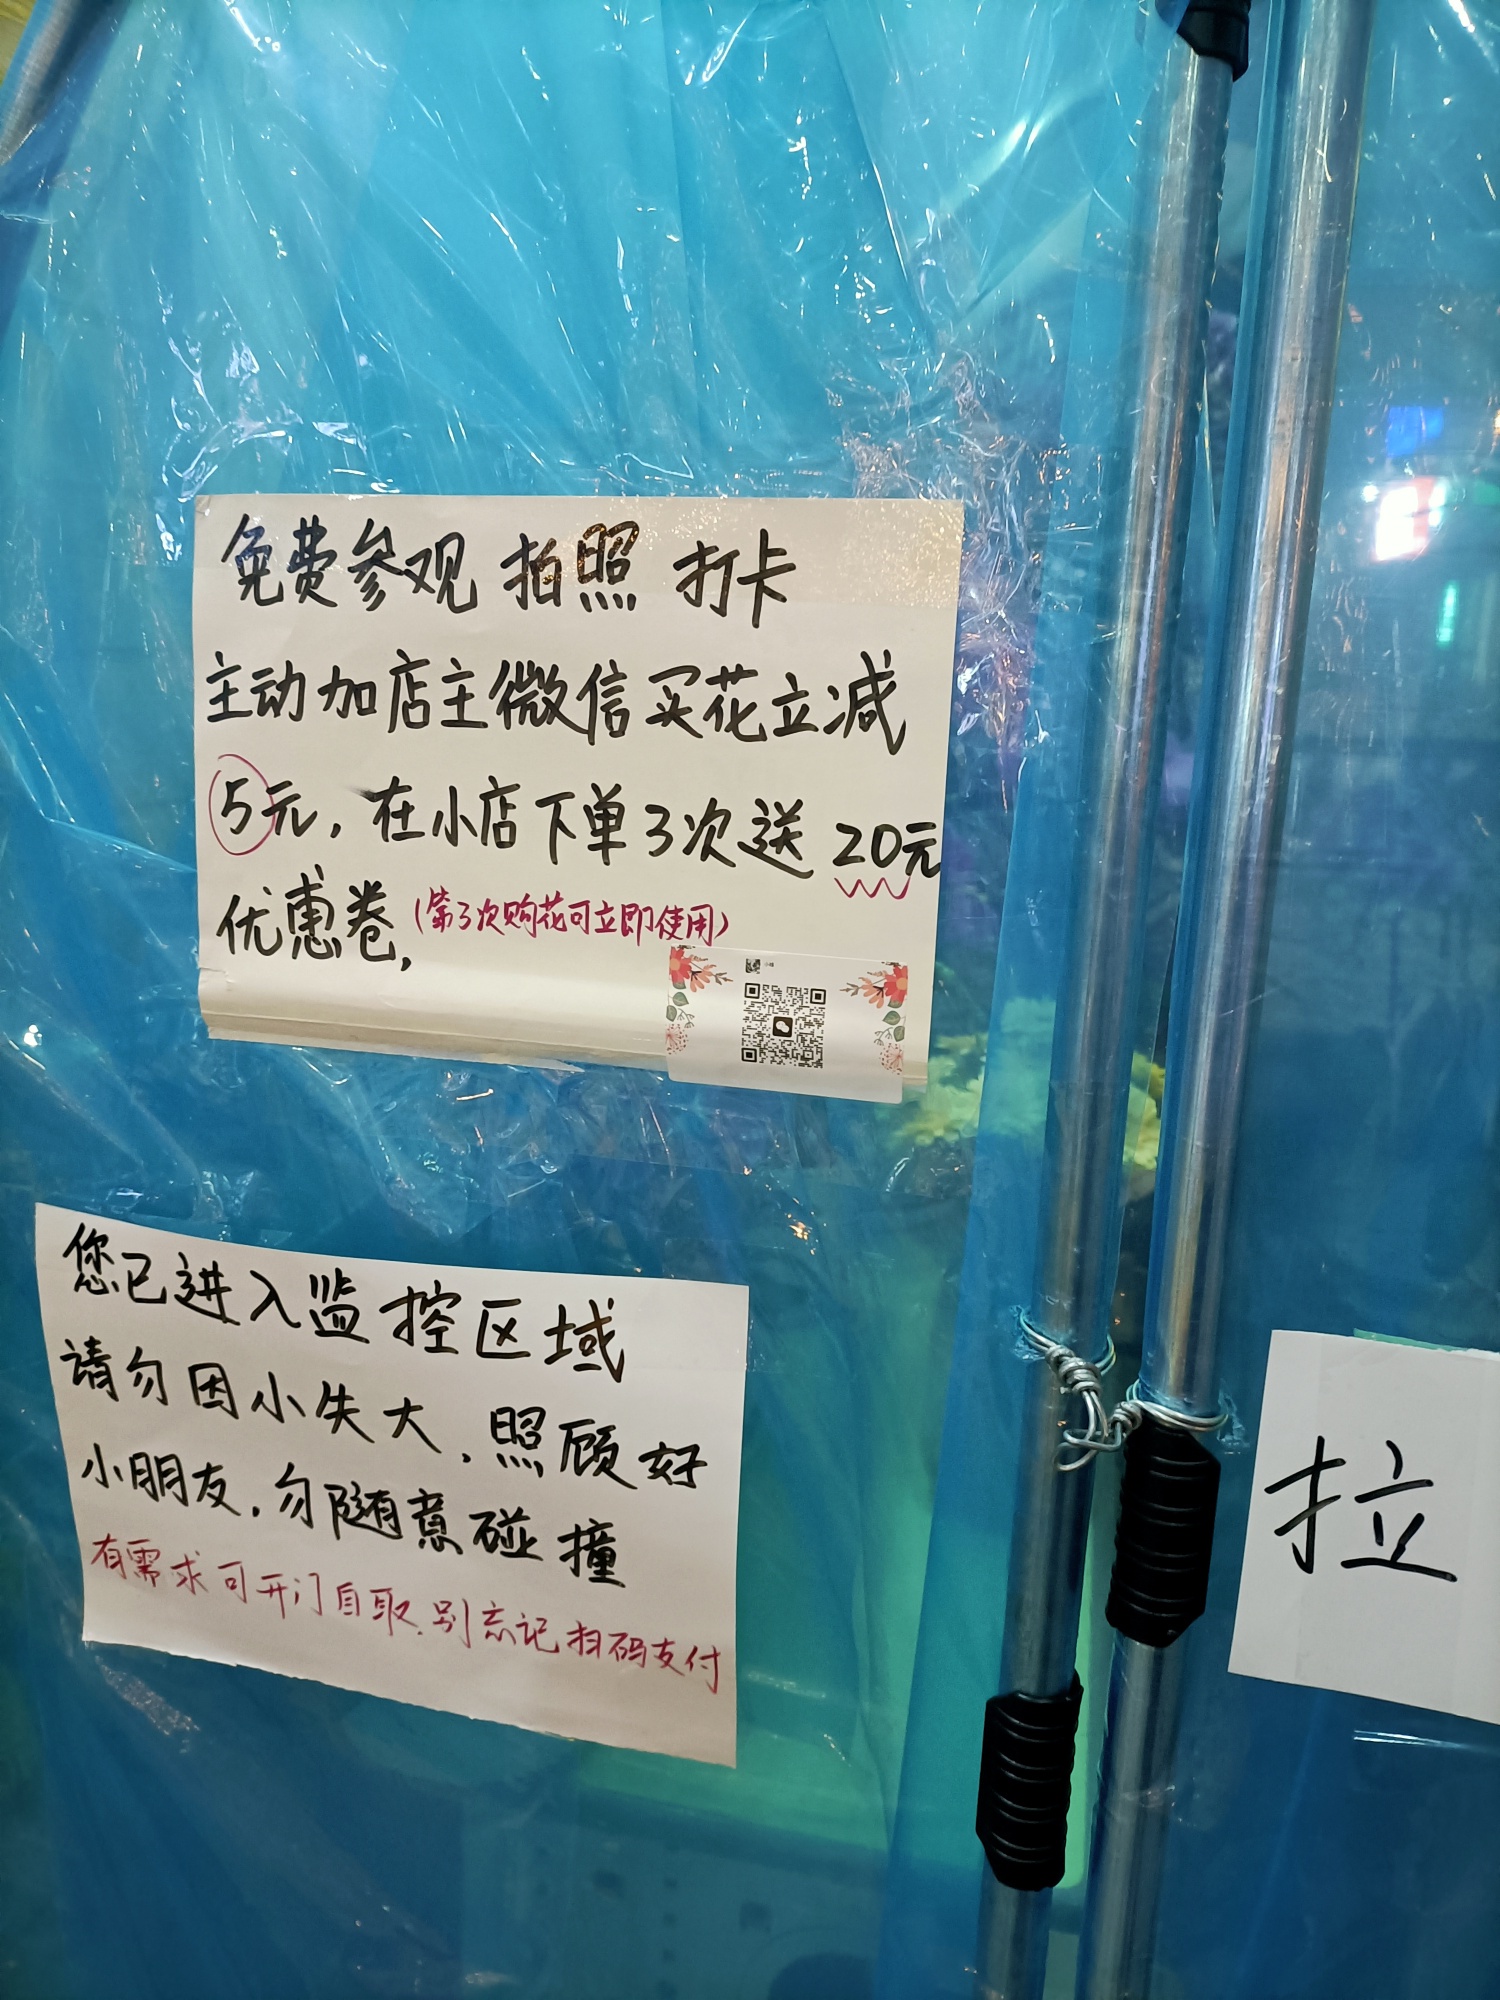 免费参观 拍照 打卡
主动加店主微信买花立减
5元,在小店下单3次送20元
优惠卷,(第3次购花可立即使用)
您已进入监控区域
请勿因小失大,照顾好
小朋友.勿随意碰撞
有需求可开门自取.别忘记扫码支付
拉